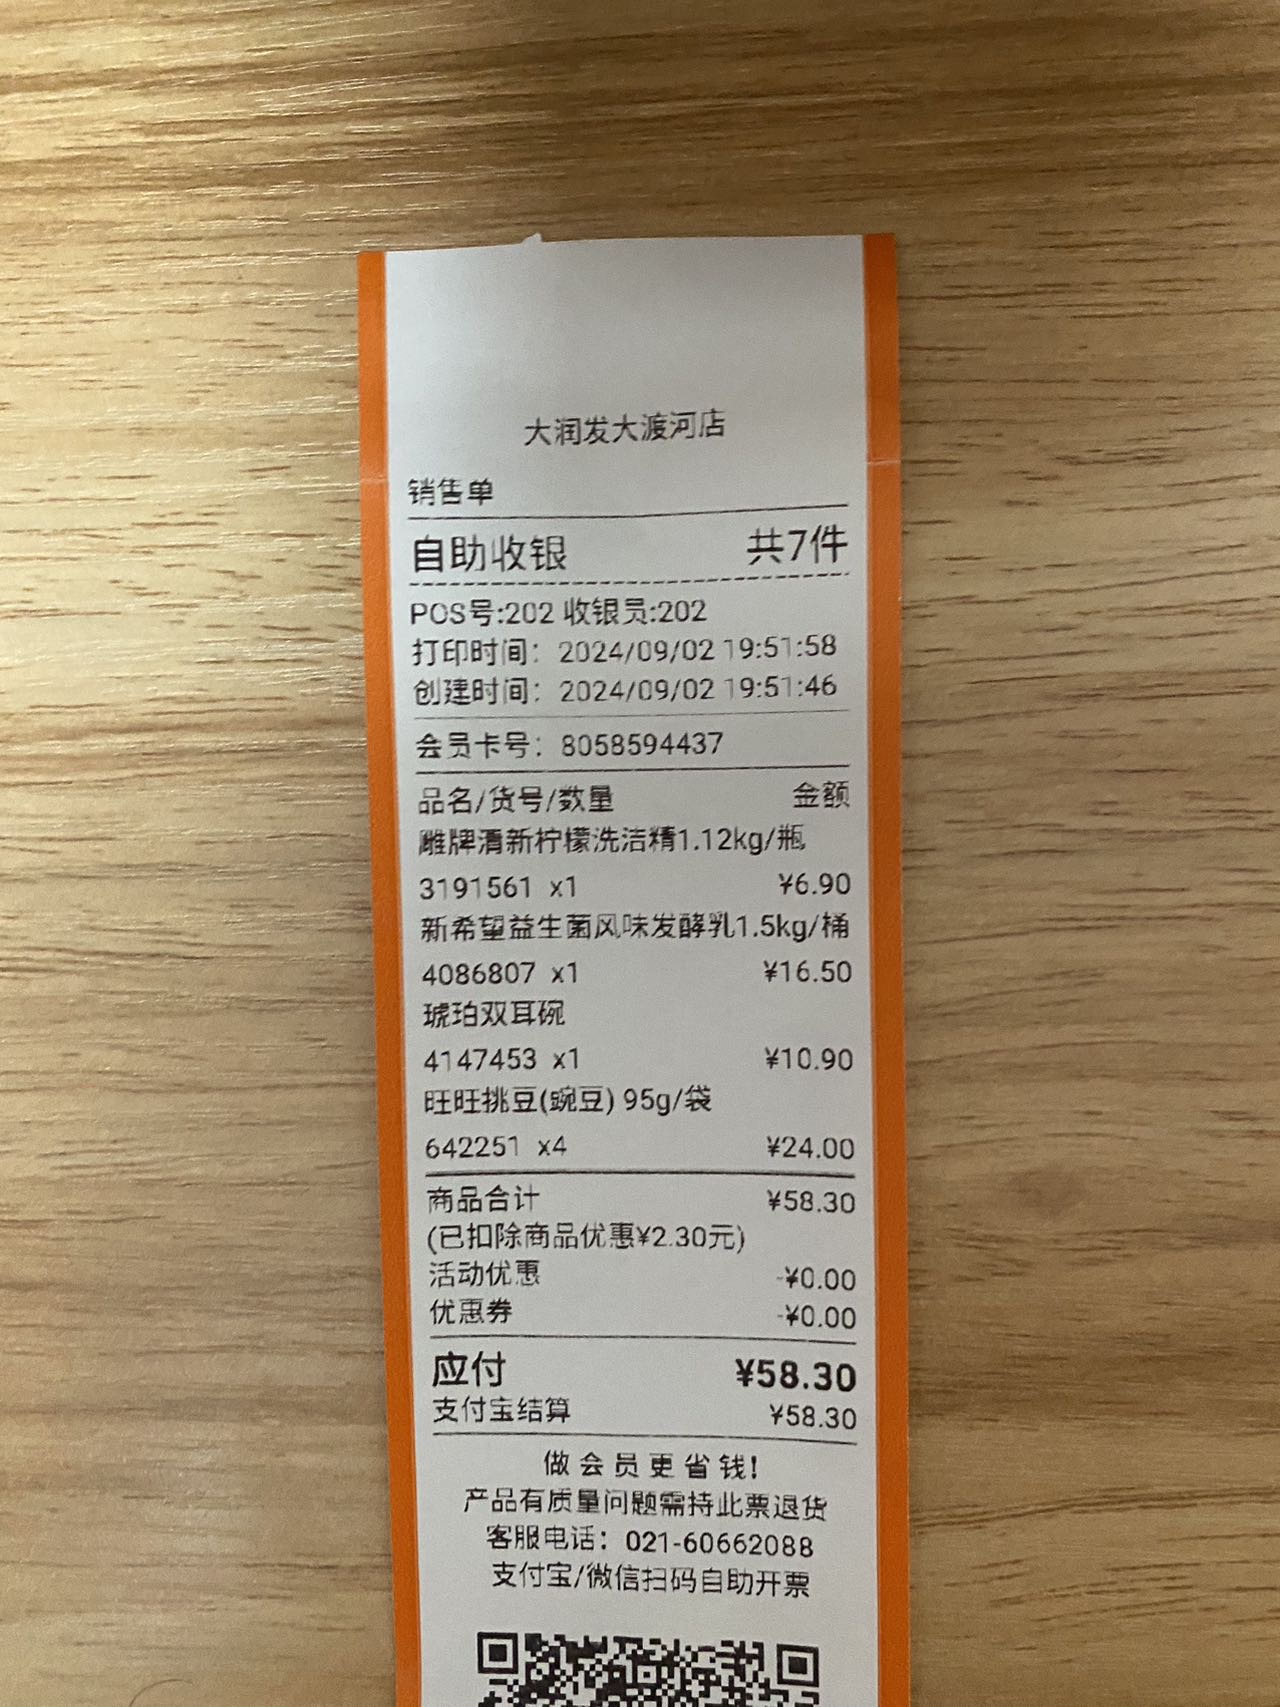 大润发大渡河店
销售单
自助收银 共7件
POS号:202 收银员:202
打印时间：2024/09/02 19:51:58
创建时间：2024/09/02 19:51:46
会员卡号：8058594437
品名/货号/数量 金额
雕牌清新柠檬洗洁精1.12kg/瓶
3191561 x1 ¥6.90
新希望益生菌风味发酵乳1.5kg/桶
4086807 x1 ¥16.50
琥珀双耳碗
4147453 x1 ¥10.90
旺旺挑豆(豌豆) 95g/袋
642251 x4 ¥24.00
商品合计 ¥58.30
(已扣除商品优惠¥2.30元)
活动优惠 -¥0.00
优惠券 -¥0.00
应付 ¥58.30
支付宝结算 ¥58.30
做会员更省钱!
产品有质量问题需持此票退货
客服电话：021-60662088
支付宝/微信扫码自助开票